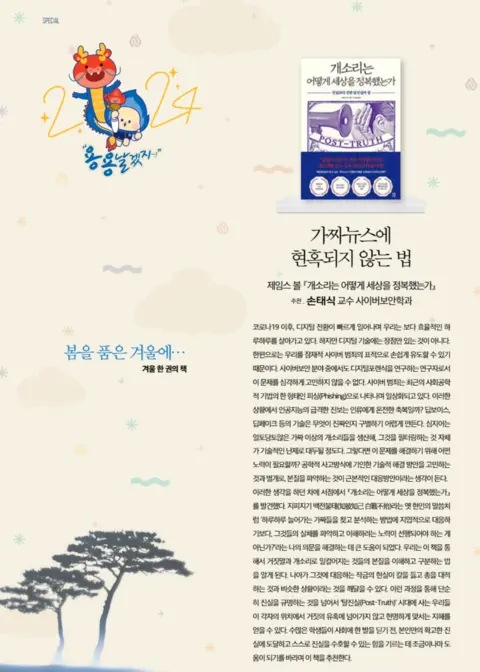 SPECIAL
2024
"용용날겠지~!"
개소리는
어떻게 세상을 정복했는가
POST-TRUTH
가짜뉴스에
현혹되지 않는 법
제임스 볼 『개소리는 어떻게 세상을 정복했는가』
추천. 손태식 교수 사이버보안학과
봄을 품은 겨울에…
겨울 한 권의 책
코로나19 이후, 디지털 전환이 빠르게 일어나며 우리는 보다 효율적인 하
루하루를 살아가고 있다. 하지만 디지털 기술에는 장점만 있는 것이 아니다.
한편으로는 우리를 잠재적 사이버 범죄의 표적으로 손쉽게 유도할 수 있기
때문이다. 사이버보안 분야 중에서도 디지털포렌식을 연구하는 연구자로서
이 문제를 심각하게 고민하지 않을 수 없다. 사이버 범죄는 최근의 사회공학
적 기법의 한 형태인 피싱(Phishing)으로 나타나며 일상화되고 있다. 이러한
상황에서 인공지능의 급격한 진보는 인류에게 온전한 축복일까? 딥보이스,
딥페이크 등의 기술은 무엇이 진짜인지 구별하기 어렵게 만든다. 심지어는
얼토당토않은 가짜 이상의 개소리들을 생산해, 그것을 필터링하는 것 자체
가 기술적인 난제로 대두될 정도다. 그렇다면 이 문제를 해결하기 위해 어떤
노력이 필요할까? 공학적 사고방식에 기인한 기술적 해결 방안을 고민하는
것과 별개로, 본질을 파악하는 것이 근본적인 대응방안이라는 생각이 든다.
이러한 생각을 하던 차에 서점에서 『개소리는 어떻게 세상을 정복했는가』
를 발견했다. 지피지기 백전불태(知彼知己 百戰不殆)라는 옛 현인의 말씀처
럼 '하루하루 늘어가는 가짜들을 찾고 분석하는 방법에 지엽적으로 대응하
기보다, 그것들의 실체를 파악하고 이해하려는 노력이 선행되어야 하는 게
아닌가?'라는 나의 의문을 해결하는 데 큰 도움이 되었다. 우리는 이 책을 통
해서 거짓말과 개소리로 일컬어지는 것들의 본질을 이해하고 구분하는 법
을 알게 된다. 나아가 그것에 대응하는 작금의 현실이 칼을 들고 총을 대적
하는 것과 비슷한 상황이라는 것을 깨달을 수 있다. 이런 과정을 통해 단순
히 진실을 규명하는 것을 넘어서 '탈진실(Post-Truth)' 시대에 사는 우리들
이 각자의 위치에서 거짓의 유혹에 넘어가지 않고 현명하게 맞서는 지혜를
얻을 수 있다. 수많은 학생들이 사회에 한 발을 딛기 전, 본인만의 확고한 진
실에 도달하고 스스로 진실을 수호할 수 있는 힘을 기르는 데 조금이나마 도
움이 되기를 바라며 이 책을 추천한다.